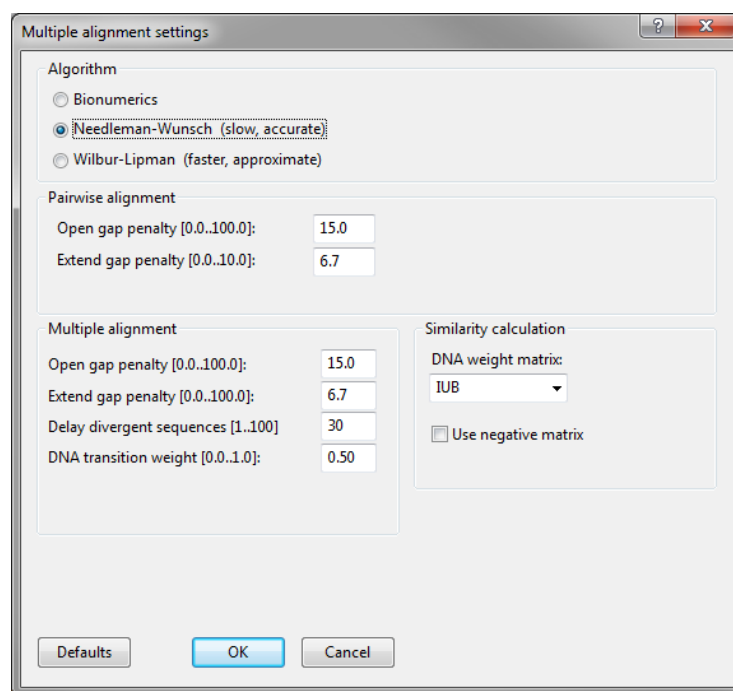 Multiple alignment settings
?
Algorithm
Bionumerics
Needleman-Wunsch (slow, accurate)
Wilbur-Lipman (faster, approximate)
Pairwise alignment
Open gap penalty [0.0..100.0]: 15.0
Extend gap penalty [0.0..10.0]: 6.7
Multiple alignment
Open gap penalty [0.0..100.0]: 15.0
Extend gap penalty [0.0..100.0]: 6.7
Delay divergent sequences [1..100] 30
DNA transition weight [0.0..1.0]: 0.50
Similarity calculation
DNA weight matrix:
IUB
Use negative matrix
Defaults OK Cancel